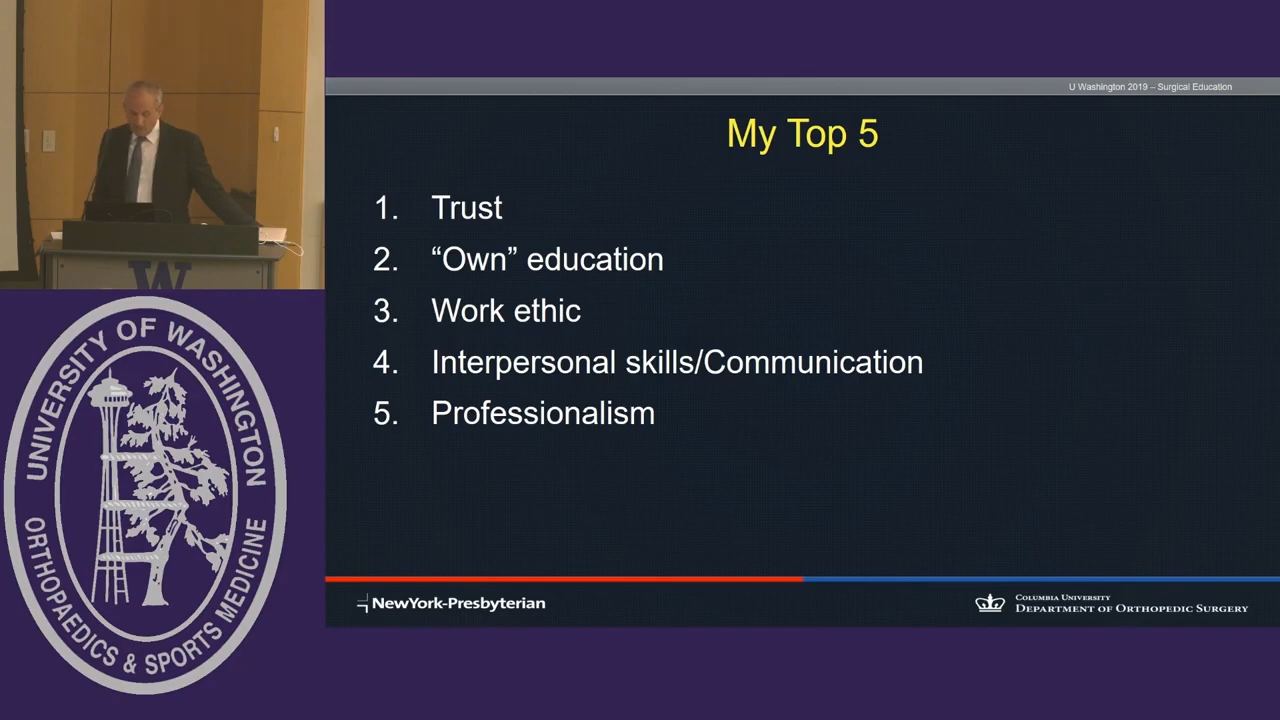 U Washington 2019 – Surgical Education
My Top 5
1. Trust
2. “Own” education
3. Work ethic
4. Interpersonal skills/Communication
5. Professionalism
NewYork-Presbyterian
COLUMBIA UNIVERSITY
DEPARTMENT OF ORTHOPEDIC SURGERY
W
UNIVERSITY OF WASHINGTON
ORTHOPAEDICS & SPORTS MEDICINE